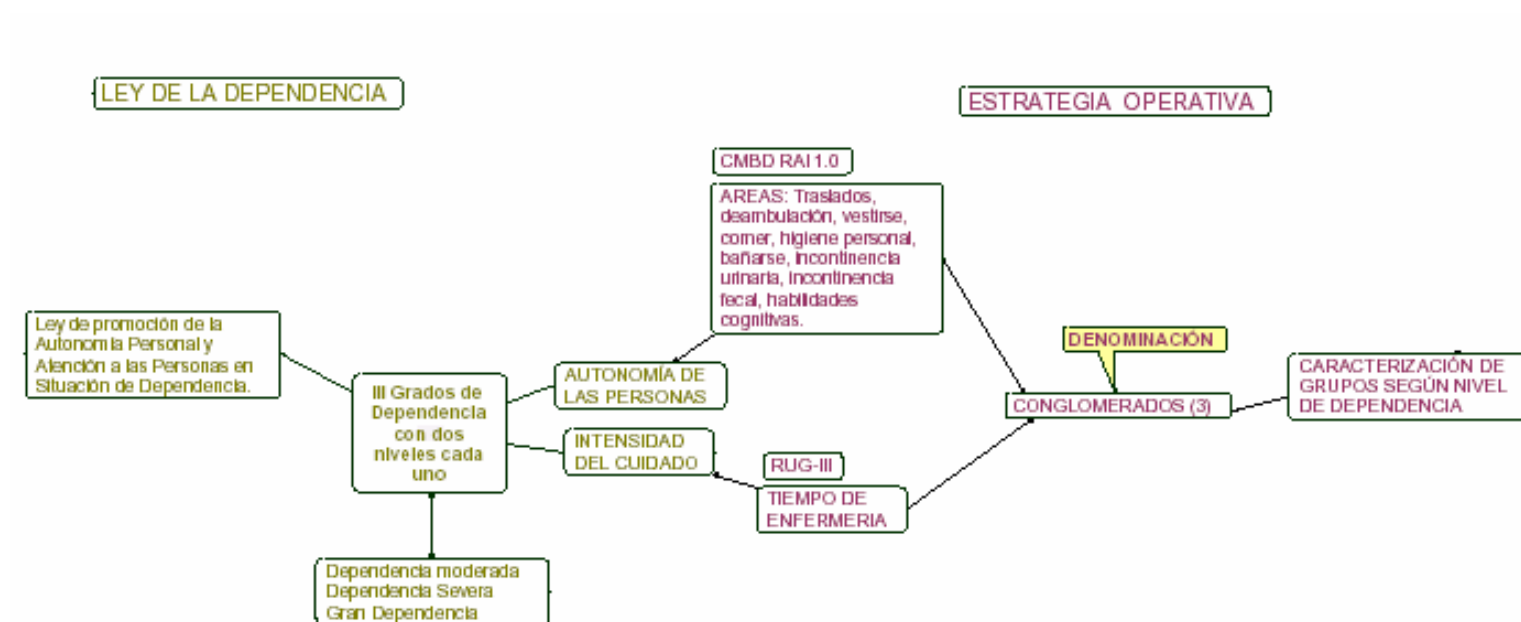 LEY DE LA DEPENDENCIA
ESTRATEGIA OPERATIVA
CMBD RAI 1.0
AREAS: Traslados,
deambulación, vestirse,
comer, higiene personal,
bañarse, incontinencia
urinaria, incontinencia
fecal, habilidades
cognitivas.
Ley de promoción de la
Autonomía Personal y
Atención a las Personas en
Situación de Dependencia.
III Grados de
Dependencia
con dos
niveles cada
uno
AUTONOMÍA DE
LAS PERSONAS
INTENSIDAD
DEL CUIDADO
RUG-III
TIEMPO DE
ENFERMERIA
DENOMINACIÓN
CONGLOMERADOS (3)
CARACTERIZACIÓN DE
GRUPOS SEGÚN NIVEL
DE DEPENDENCIA
Dependencia moderada
Dependencia Severa
Gran Dependencia